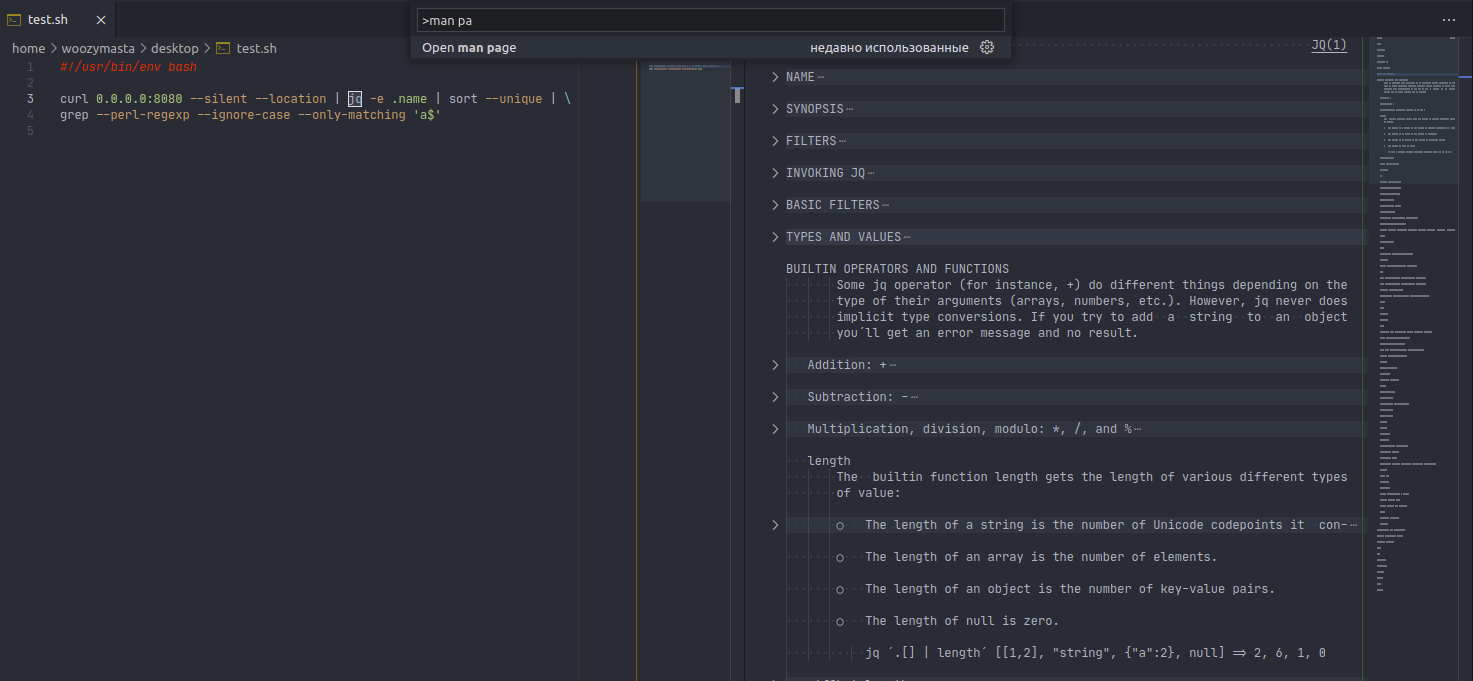 test.sh
>man pa
Open man page
недавно использованные
home > woozymasta > desktop > test.sh
1 #!/usr/bin/env bash
2
3 curl 0.0.0.0:8080 --silent --location | jq -e .name | sort --unique | \
4 grep --perl-regexp --ignore-case --only-matching 'a$'
5
JQ(1)
NAME
SYNOPSIS
FILTERS
INVOKING JQ
BASIC FILTERS
TYPES AND VALUES
BUILTIN OPERATORS AND FUNCTIONS
Some jq operator (for instance, +) do different things depending on the
type of their arguments (arrays, numbers, etc.). However, jq never does
implicit type conversions. If you try to add a string to an object
you´ll get an error message and no result.
Addition: +
Subtraction: -
Multiplication, division, modulo: *, /, and %
length
The builtin function length gets the length of various different types
of value:
○ The length of a string is the number of Unicode codepoints it con-
○ The length of an array is the number of elements.
○ The length of an object is the number of key-value pairs.
○ The length of null is zero.
jq ´.[] | length´ [[1,2], "string", {"a":2}, null] => 2, 6, 1, 0